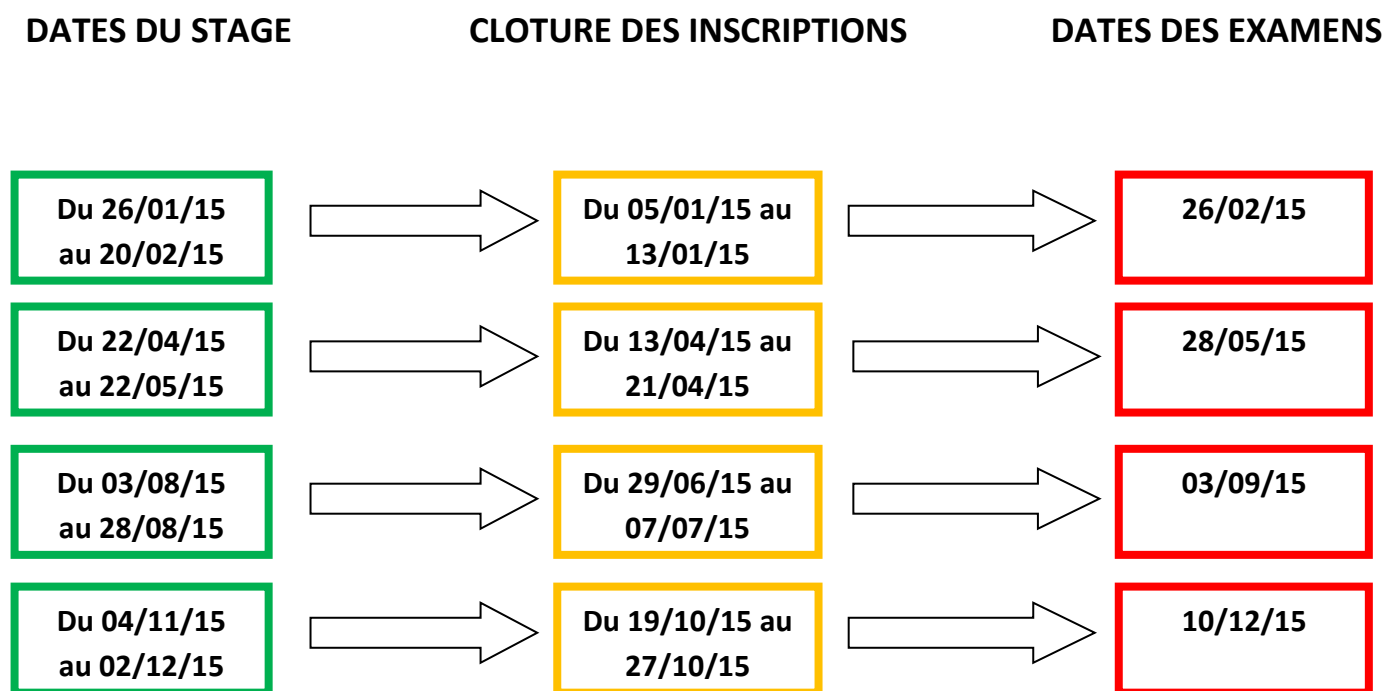 DATES DU STAGE CLOTURE DES INSCRIPTIONS DATES DES EXAMENS
Du 26/01/15
au 20/02/15
Du 05/01/15 au
13/01/15
26/02/15
Du 22/04/15
au 22/05/15
Du 13/04/15 au
21/04/15
28/05/15
Du 03/08/15
au 28/08/15
Du 29/06/15 au
07/07/15
03/09/15
Du 04/11/15
au 02/12/15
Du 19/10/15 au
27/10/15
10/12/15